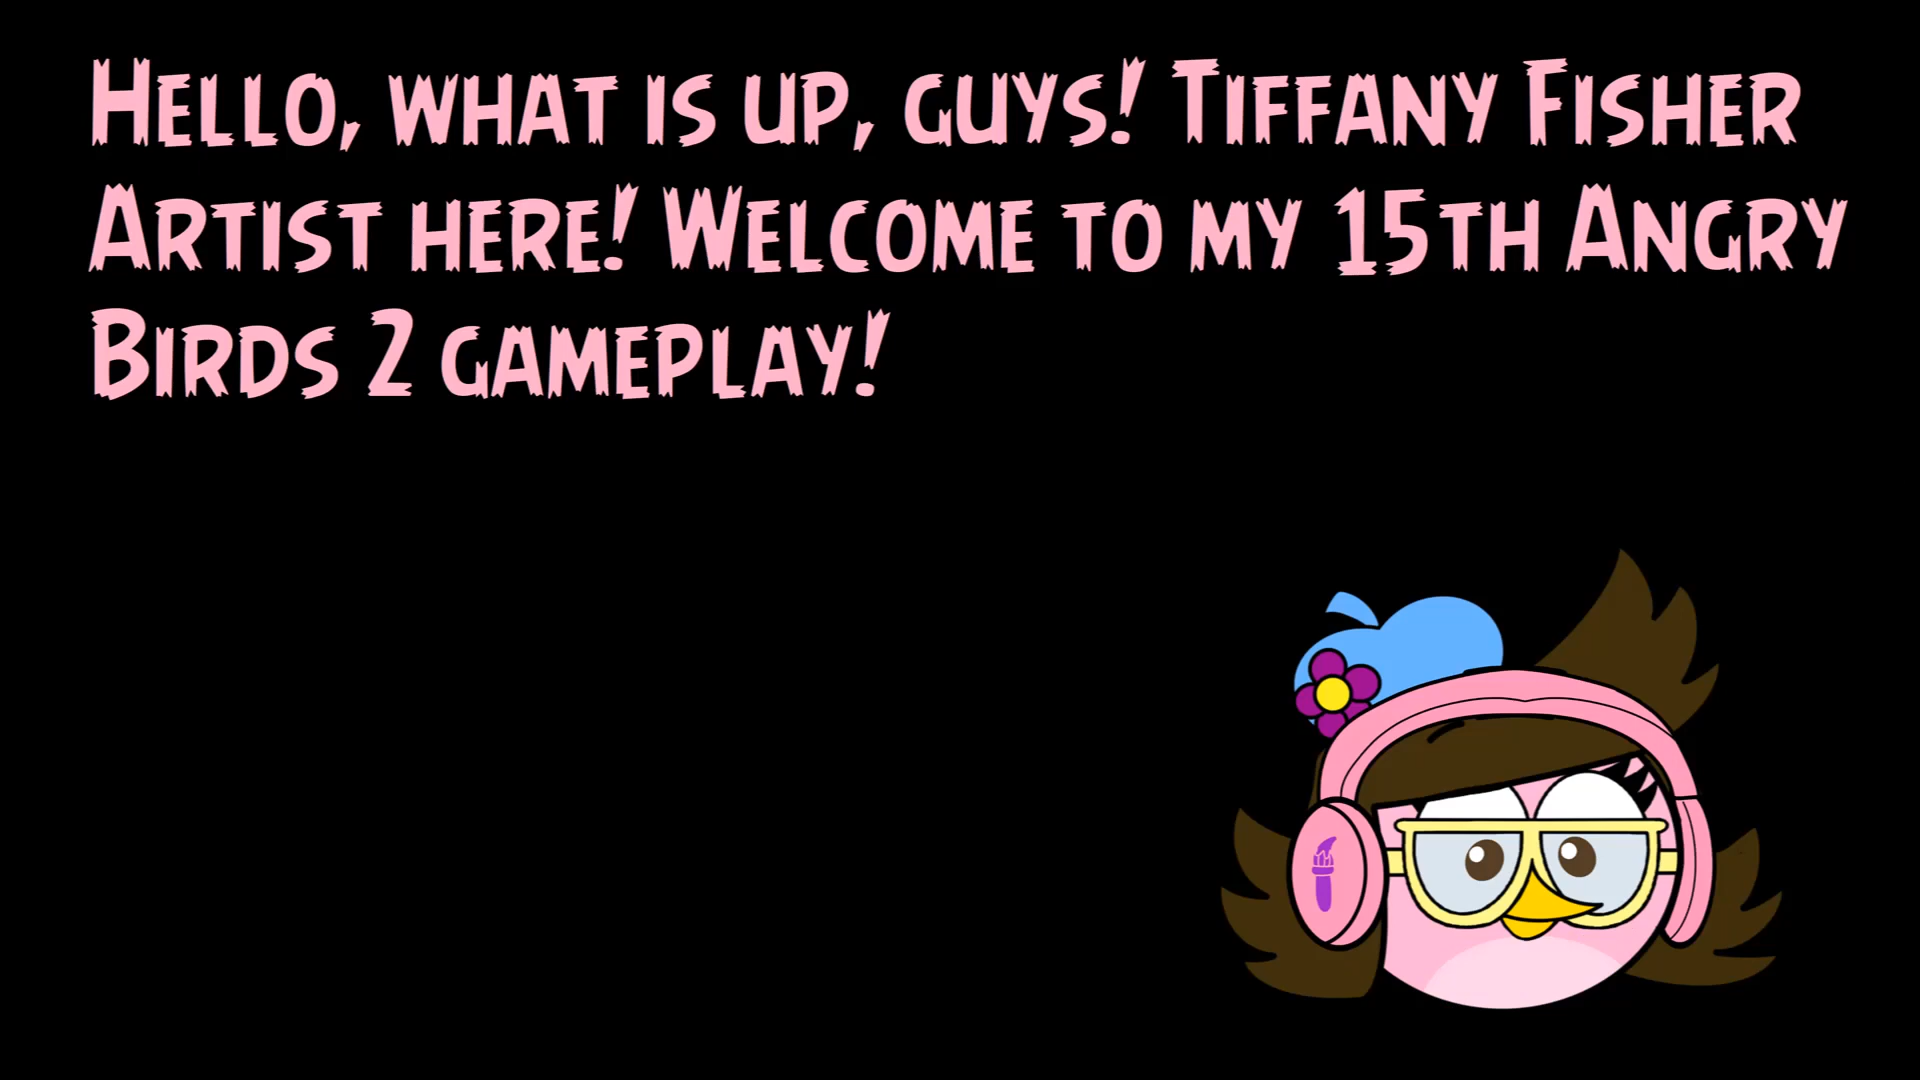 Hello, what is up, guys! Tiffany Fisher
Artist here! Welcome to my 15th Angry
Birds 2 gameplay!